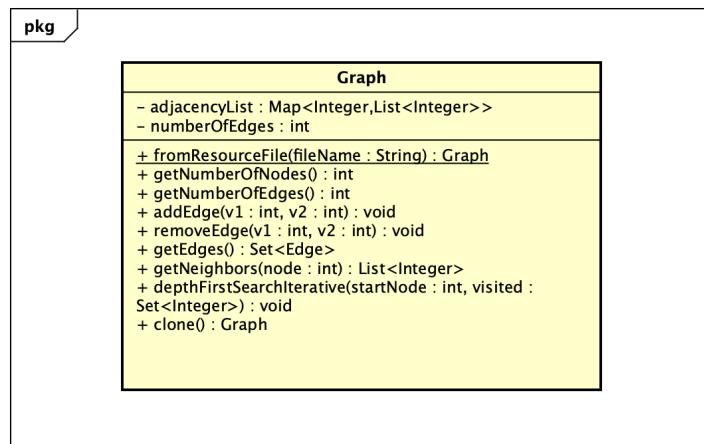 pkg
Graph
– adjacencyList : Map<Integer,List<Integer>>
– numberOfEdges : int
+ fromResourceFile(fileName : String) : Graph
+ getNumberOfNodes() : int
+ getNumberOfEdges() : int
+ addEdge(v1 : int, v2 : int) : void
+ removeEdge(v1 : int, v2 : int) : void
+ getEdges() : Set<Edge>
+ getNeighbors(node : int) : List<Integer>
+ depthFirstSearchIterative(startNode : int, visited :
Set<Integer>) : void
+ clone() : Graph